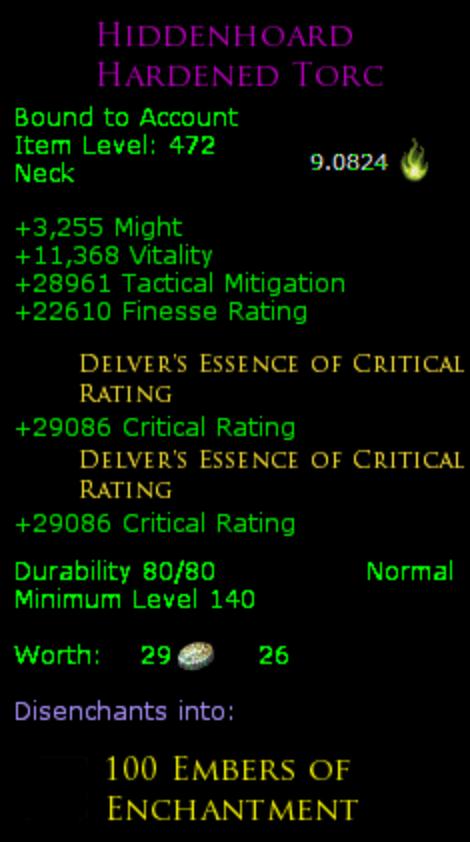 HIDDENHOARD
HARDENED TORC
Bound to Account
Item Level: 472
9.0824
Neck
+3,255 Might
+11,368 Vitality
+28961 Tactical Mitigation
+22610 Finesse Rating
DELVER'S ESSENCE OF CRITICAL
RATING
+29086 Critical Rating
DELVER'S ESSENCE OF CRITICAL
RATING
+29086 Critical Rating
Durability 80/80 Normal
Minimum Level 140
Worth: 29 26
Disenchants into:
100 EMBERS OF
ENCHANTMENT